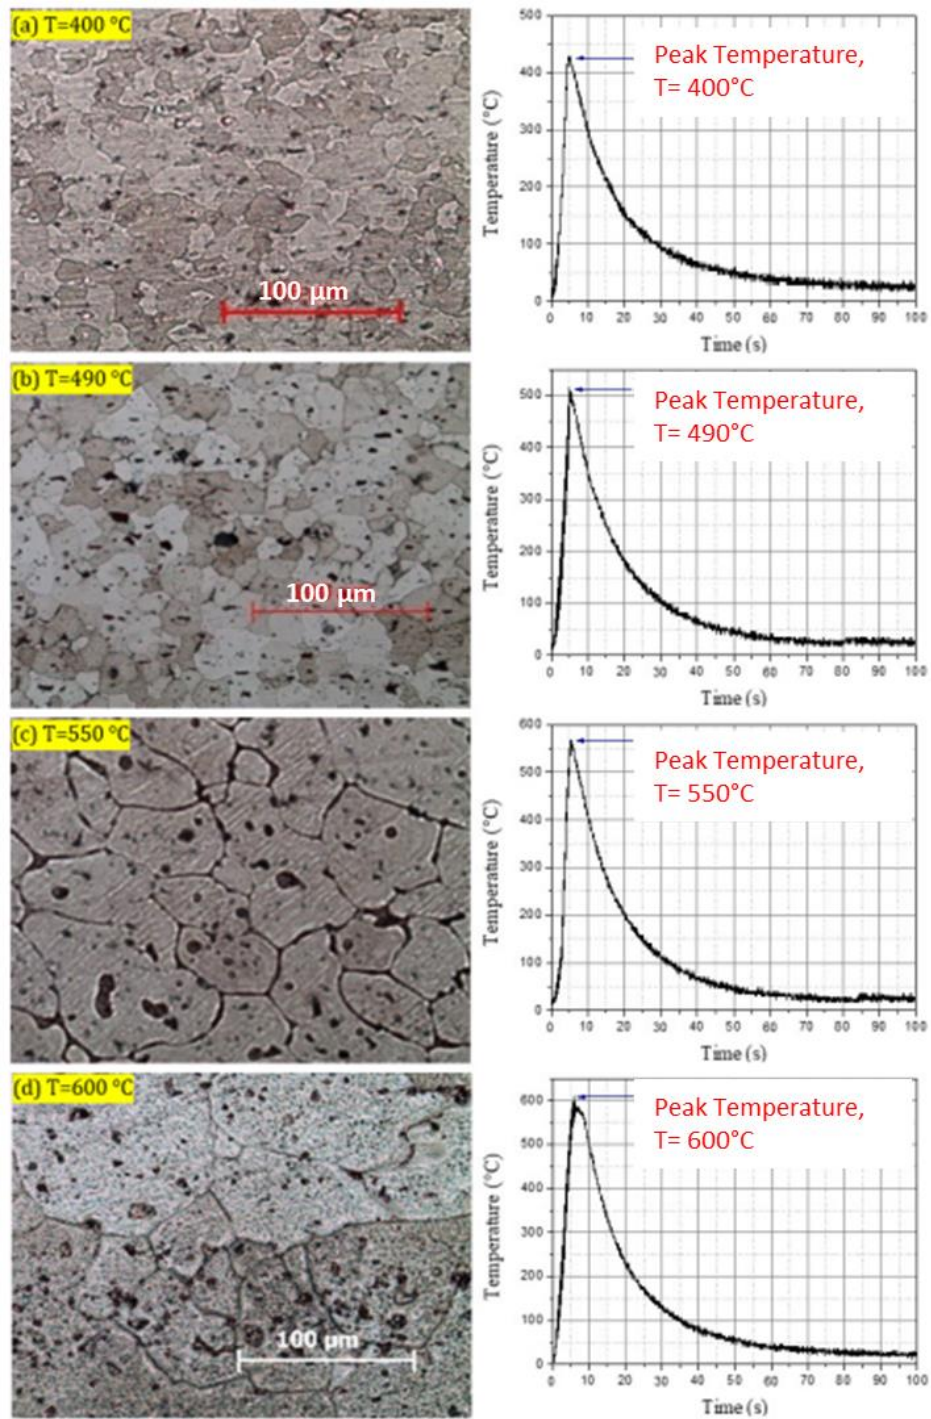 (a) T=400 °C
100 µm
500
400
300
200
100
0
Temperature (°C)
Peak Temperature,
T= 400°C
0 10 20 30 40 50 60 70 80 90 100
Time (s)
(b) T=490 °C
100 µm
500
400
300
200
100
0
Temperature (°C)
Peak Temperature,
T= 490°C
0 10 20 30 40 50 60 70 80 90 100
Time (s)
(c) T=550 °C
600
500
400
300
200
100
0
Temperature (°C)
Peak Temperature,
T= 550°C
0 10 20 30 40 50 60 70 80 90 100
Time (s)
(d) T=600 °C
100 µm
600
500
400
300
200
100
0
Temperature (°C)
Peak Temperature,
T= 600°C
0 10 20 30 40 50 60 70 80 90 100
Time (s)